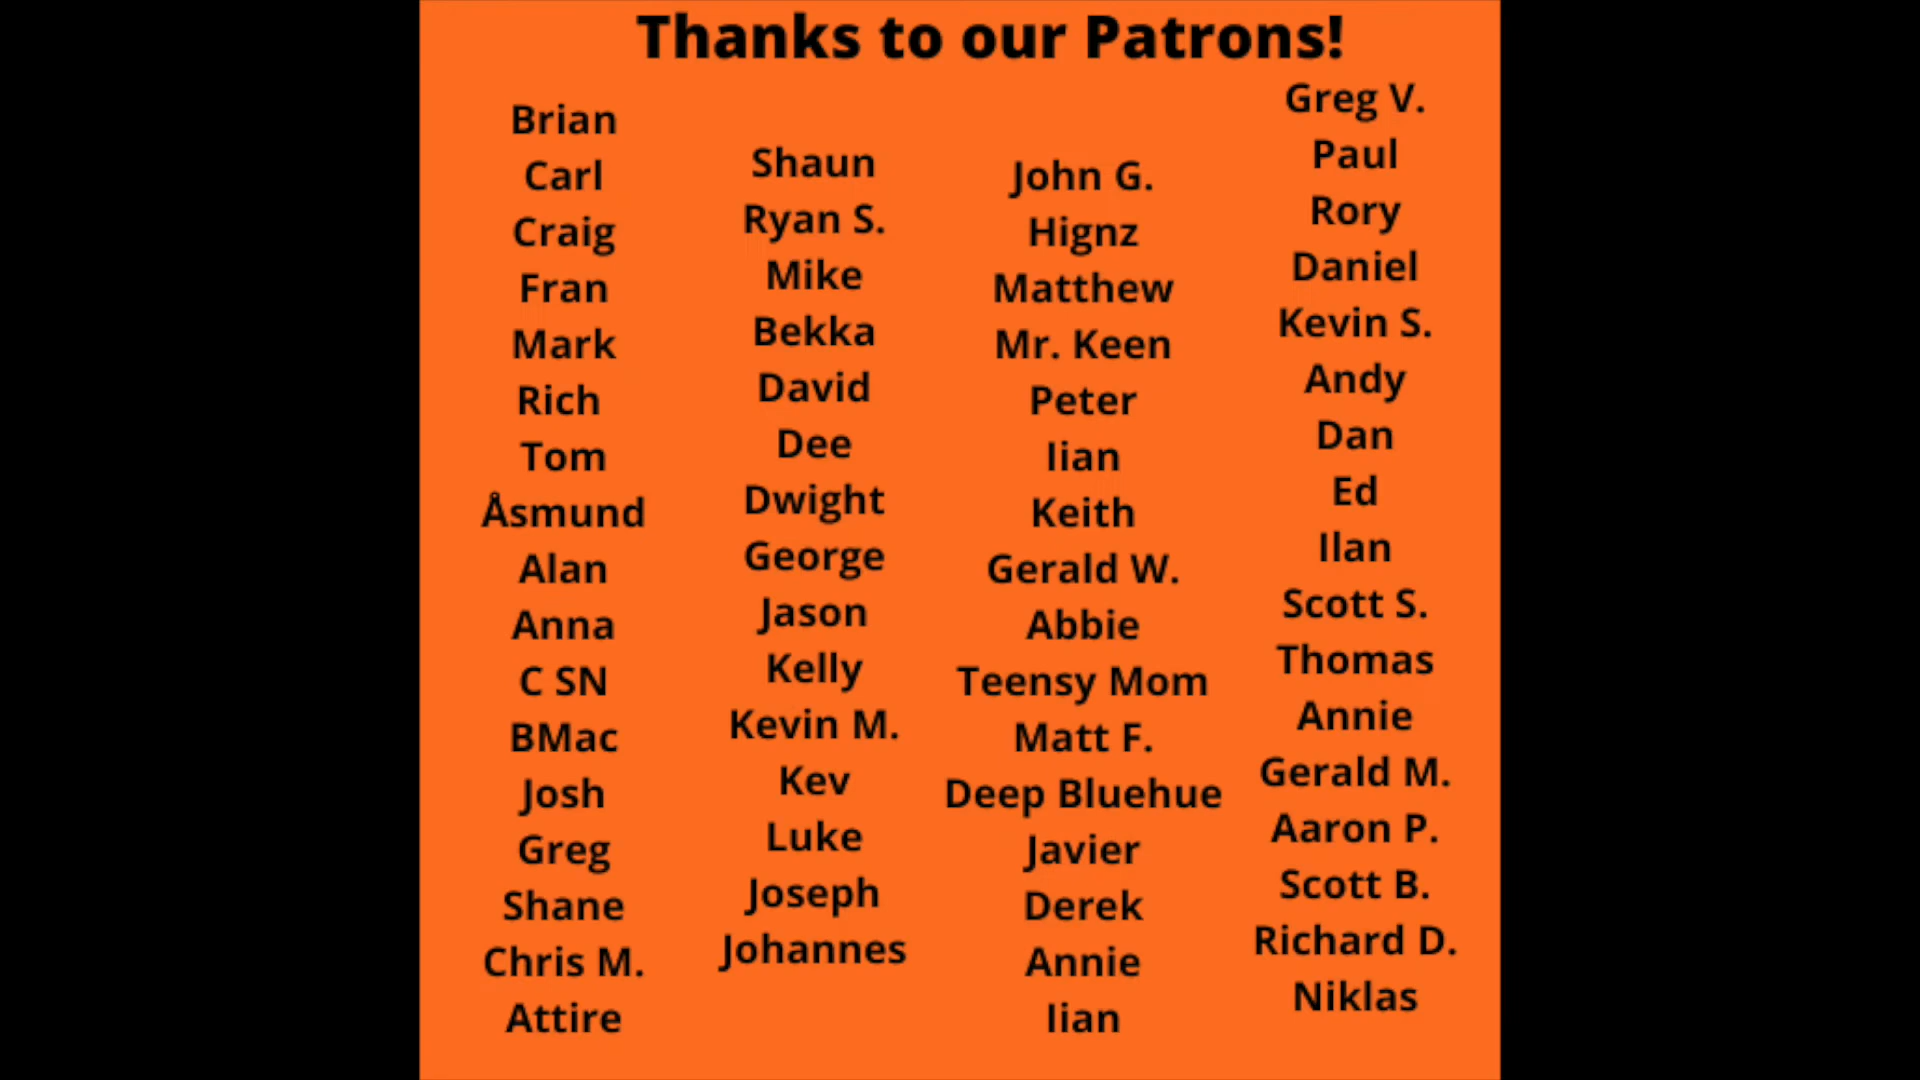 Thanks to our Patrons!
Brian
Carl
Craig
Fran
Mark
Rich
Tom
Åsmund
Alan
Anna
C SN
BMac
Josh
Greg
Shane
Chris M.
Attire
Shaun
Ryan S.
Mike
Bekka
David
Dee
Dwight
George
Jason
Kelly
Kevin M.
Kev
Luke
Joseph
Johannes
John G.
Hignz
Matthew
Mr. Keen
Peter
Iian
Keith
Gerald W.
Abbie
Teensy Mom
Matt F.
Deep Bluehue
Javier
Derek
Annie
Iian
Greg V.
Paul
Rory
Daniel
Kevin S.
Andy
Dan
Ed
Ilan
Scott S.
Thomas
Annie
Gerald M.
Aaron P.
Scott B.
Richard D.
Niklas